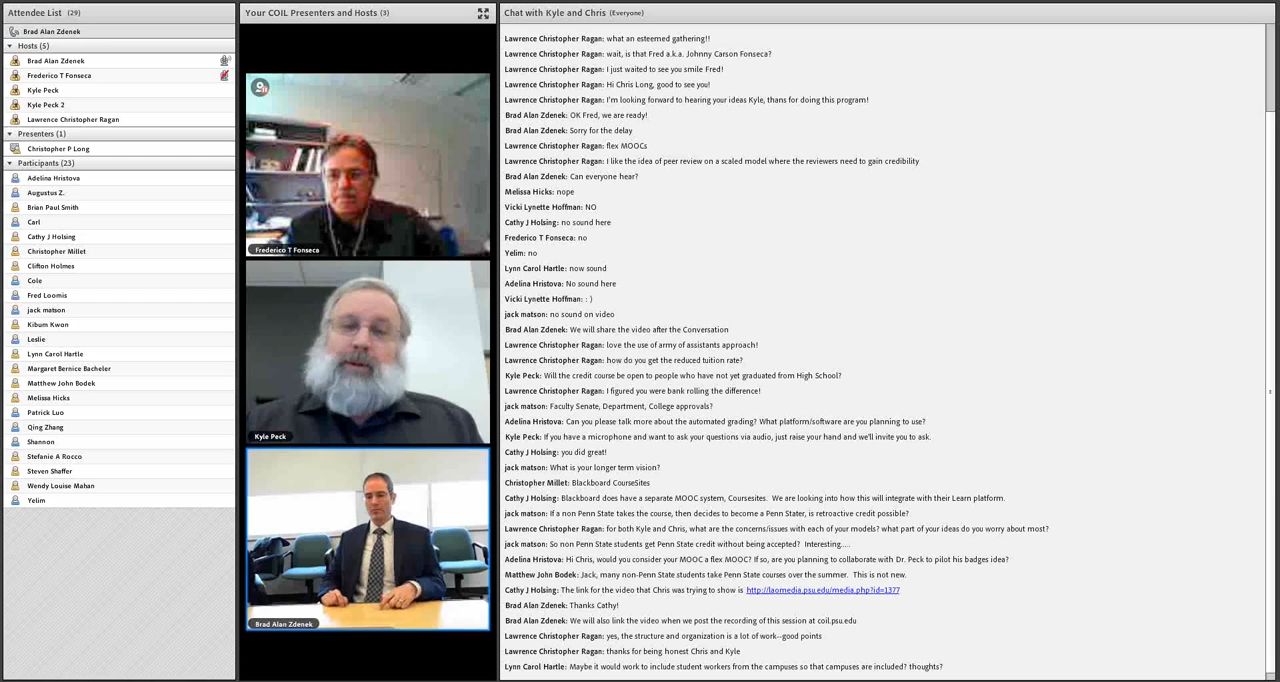 Attendee List (29)
Brad Alan Zdenek
Hosts (5)
Brad Alan Zdenek
Frederico T Fonseca
Kyle Peck
Kyle Peck 2
Lawrence Christopher Ragan
Presenters (1)
Christopher P Long
Participants (23)
Adelina Hristova
Augustus Z.
Brian Paul Smith
Carl
Cathy J Holsing
Christopher Millet
Clifton Holmes
Cole
Fred Loomis
jack matson
Kibum Kwon
Leslie
Lynn Carol Hartle
Margaret Bernice Bacheler
Matthew John Bodek
Melissa Hicks
Patrick Luo
Qing Zhang
Shannon
Stefanie A Rocco
Steven Shaffer
Wendy Louise Mahan
Yelim
Your COIL Presenters and Hosts (3)
Frederico T Fonseca
Kyle Peck
Brad Alan Zdenek
Chat with Kyle and Chris (Everyone)
Lawrence Christopher Ragan: what an esteemed gathering!!
Lawrence Christopher Ragan: wait, is that Fred a.k.a. Johnny Carson Fonseca?
Lawrence Christopher Ragan: I just waited to see you smile Fred!
Lawrence Christopher Ragan: Hi Chris Long, good to see you!
Lawrence Christopher Ragan: I'm looking forward to hearing your ideas Kyle, thans for doing this program!
Brad Alan Zdenek: OK Fred, we are ready!
Brad Alan Zdenek: Sorry for the delay
Lawrence Christopher Ragan: flex MOOCs
Lawrence Christopher Ragan: I like the idea of peer review on a scaled model where the reviewers need to gain credibility
Brad Alan Zdenek: Can everyone hear?
Melissa Hicks: nope
Vicki Lynette Hoffman: NO
Cathy J Holsing: no sound here
Frederico T Fonseca: no
Yelim: no
Lynn Carol Hartle: now sound
Adelina Hristova: No sound here
Vicki Lynette Hoffman: : )
jack matson: no sound on video
Brad Alan Zdenek: We will share the video after the Conversation
Lawrence Christopher Ragan: love the use of army of assistants approach!
Lawrence Christopher Ragan: how do you get the reduced tuition rate?
Kyle Peck: Will the credit course be open to people who have not yet graduated from High School?
Lawrence Christopher Ragan: I figured you were bank rolling the difference!
jack matson: Faculty Senate, Department, College approvals?
Adelina Hristova: Can you please talk more about the automated grading? What platform/software are you planning to use?
Kyle Peck: If you have a microphone and want to ask your questions via audio, just raise your hand and we'll invite you to ask.
Cathy J Holsing: you did great!
jack matson: What is your longer term vision?
Christopher Millet: Blackboard CourseSites
Cathy J Holsing: Blackboard does have a separate MOOC system, Coursesites. We are looking into how this will integrate with their Learn platform.
jack matson: If a non Penn State takes the course, then decides to become a Penn Stater, is retroactive credit possible?
Lawrence Christopher Ragan: for both Kyle and Chris, what are the concerns/issues with each of your models? what part of your ideas do you worry about most?
jack matson: So non Penn State students get Penn State credit without being accepted? Interesting....
Adelina Hristova: Hi Chris, would you consider your MOOC a flex MOOC? If so, are you planning to collaborate with Dr. Peck to pilot his badges idea?
Matthew John Bodek: Jack, many non-Penn State students take Penn State courses over the summer. This is not new.
Cathy J Holsing: The link for the video that Chris was trying to show is http://laomedia.psu.edu/media.php?id=1377
Brad Alan Zdenek: Thanks Cathy!
Brad Alan Zdenek: We will also link the video when we post the recording of this session at coil.psu.edu
Lawrence Christopher Ragan: yes, the structure and organization is a lot of work--good points
Lawrence Christopher Ragan: thanks for being honest Chris and Kyle
Lynn Carol Hartle: Maybe it would work to include student workers from the campuses so that campuses are included? thoughts?